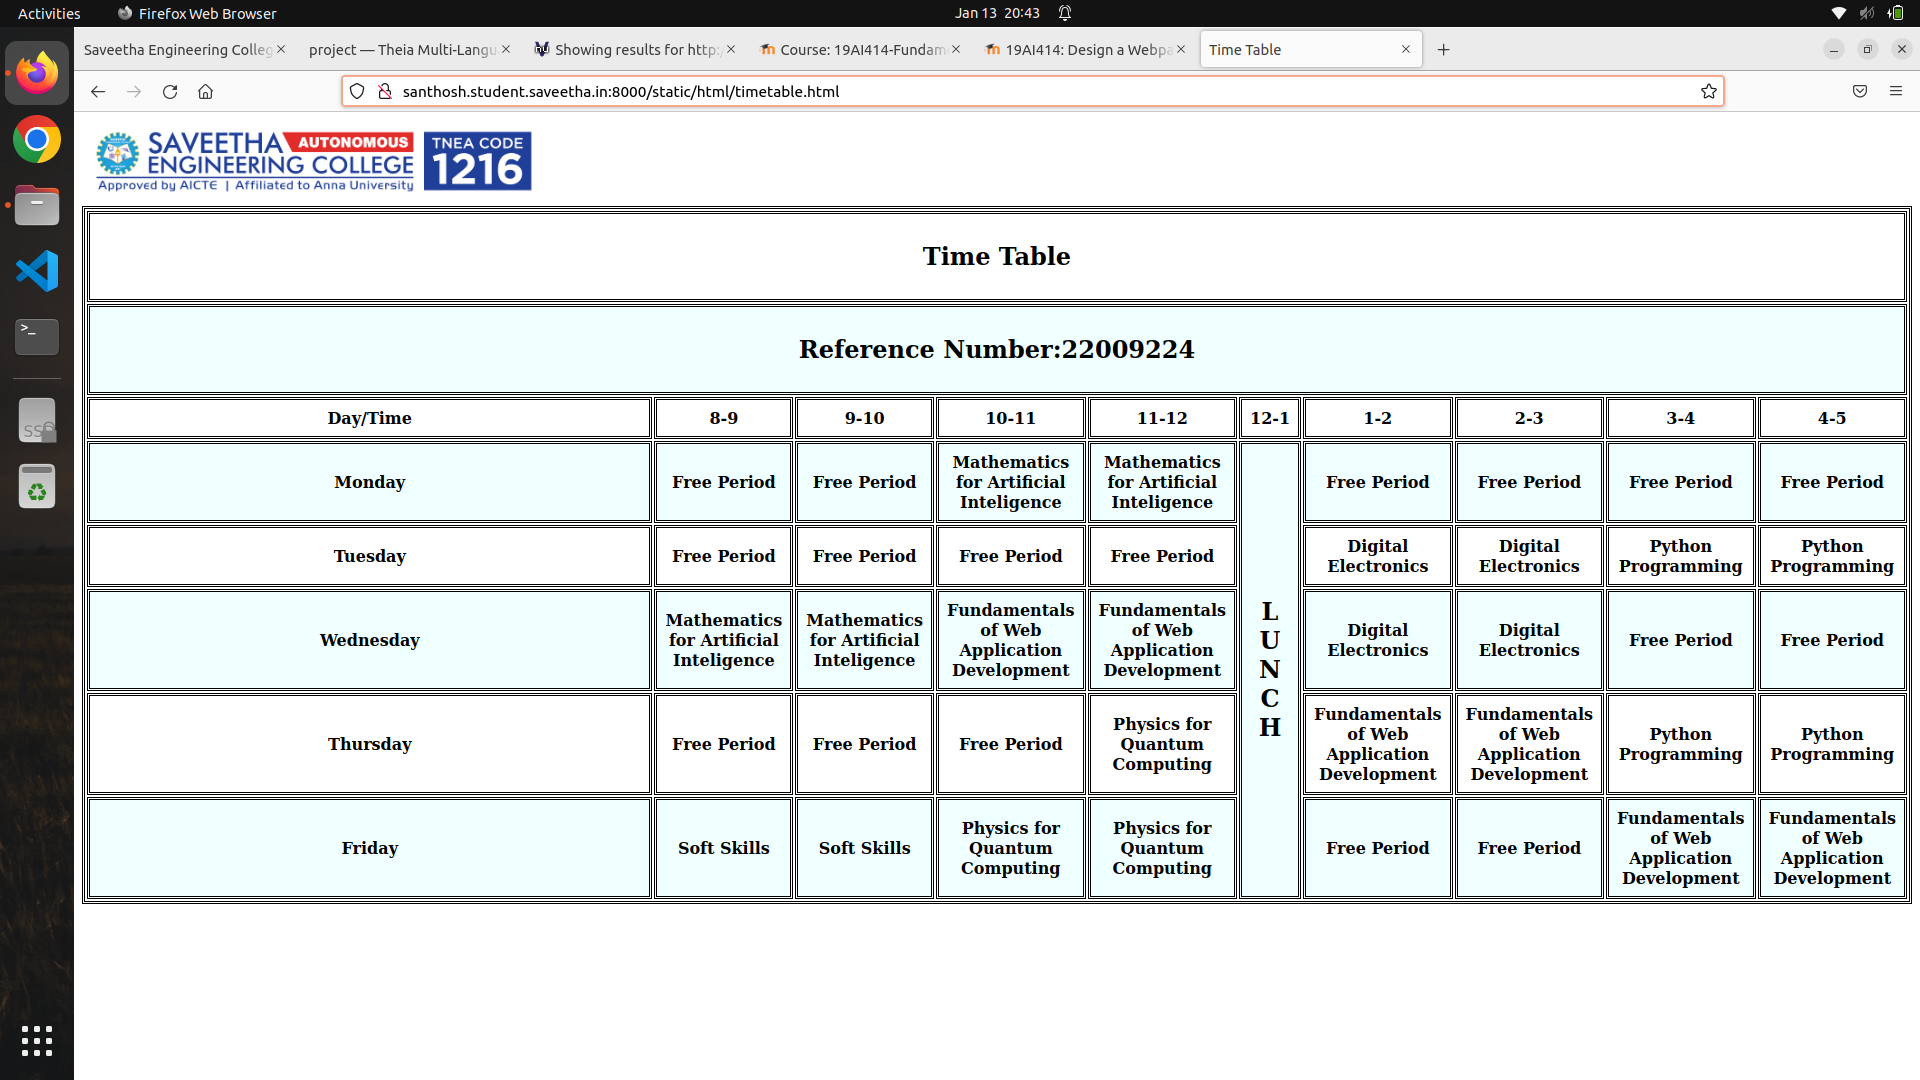 Activities
Firefox Web Browser
Jan 13 20:43
Saveetha Engineering Colleg
project — Theia Multi-Langu
Showing results for http:/
Course: 19AI414-Fundam
19AI414: Design a Webpa
Time Table
santhosh.student.saveetha.in:8000/static/html/timetable.html
SAVEETHA AUTONOMOUS
ENGINEERING COLLEGE
Approved by AICTE | Affiliated to Anna University
TNEA CODE
1216
Time Table
Reference Number:22009224
Day/Time 8-9 9-10 10-11 11-12 12-1 1-2 2-3 3-4 4-5
Monday
Free Period
Free Period
Mathematics
for Artificial
Inteligence
Mathematics
for Artificial
Inteligence
L
U
N
C
H
Free Period
Free Period
Free Period
Free Period
Tuesday
Free Period
Free Period
Free Period
Free Period
Digital
Electronics
Digital
Electronics
Python
Programming
Python
Programming
Wednesday
Mathematics
for Artificial
Inteligence
Mathematics
for Artificial
Inteligence
Fundamentals
of Web
Application
Development
Fundamentals
of Web
Application
Development
Digital
Electronics
Digital
Electronics
Free Period
Free Period
Thursday
Free Period
Free Period
Free Period
Physics for
Quantum
Computing
Fundamentals
of Web
Application
Development
Fundamentals
of Web
Application
Development
Python
Programming
Python
Programming
Friday
Soft Skills
Soft Skills
Physics for
Quantum
Computing
Physics for
Quantum
Computing
Free Period
Free Period
Fundamentals
of Web
Application
Development
Fundamentals
of Web
Application
Development
>_
SSD